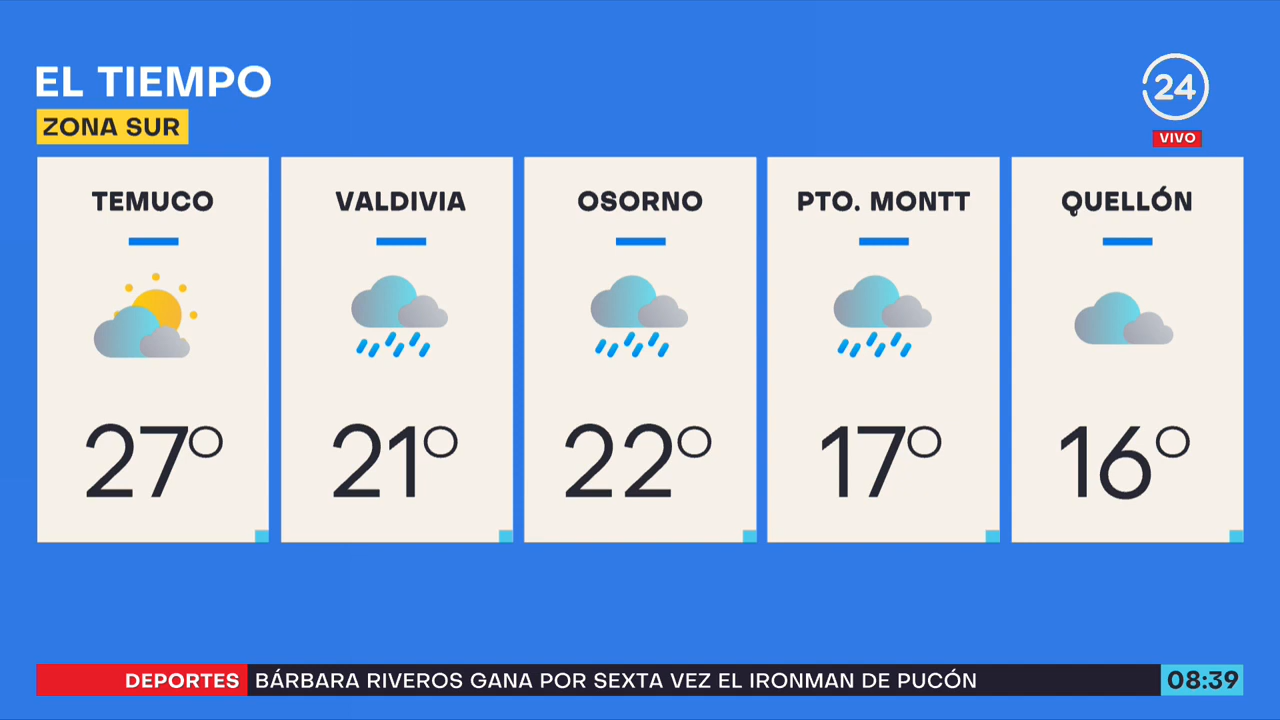 EL TIEMPO
ZONA SUR
24
VIVO
TEMUCO
VALDIVIA
OSORNO
PTO. MONTT
QUELLÓN
27°
21°
22°
17°
16°
DEPORTES BÁRBARA RIVEROS GANA POR SEXTA VEZ EL IRONMAN DE PUCÓN 08:39